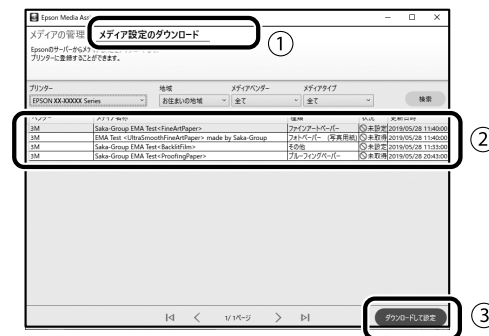 Epson Media Ass
メディアの管理 メディア設定のダウンロード
①
Epsonのサーバーからメデ
プリンターに登録することができます。
プリンター 地域 メディアベンダー メディアタイプ
EPSON XX-XXXXX Series お住まいの地域 全て 全て 検索
ベンダー メディア名称 種類 状況 更新日時
3M Saka-Group EMA Test<FineArtPaper> ファインアートペーパー 未設定 2019/05/28 11:40:00
3M EMA Test <UltraSmoothFineArtPaper> made by Saka-Group フォトペーパー (写真用紙) 未取得 2019/05/28 11:40:00
3M Saka-Group EMA Test<BacklitFilm> その他 未設定 2019/05/28 11:33:00
3M Saka-Group EMA Test<ProofingPaper> プルーフィングペーパー 未取得 2019/05/28 20:43:00
②
1/1ページ
ダウンロードして設定
③